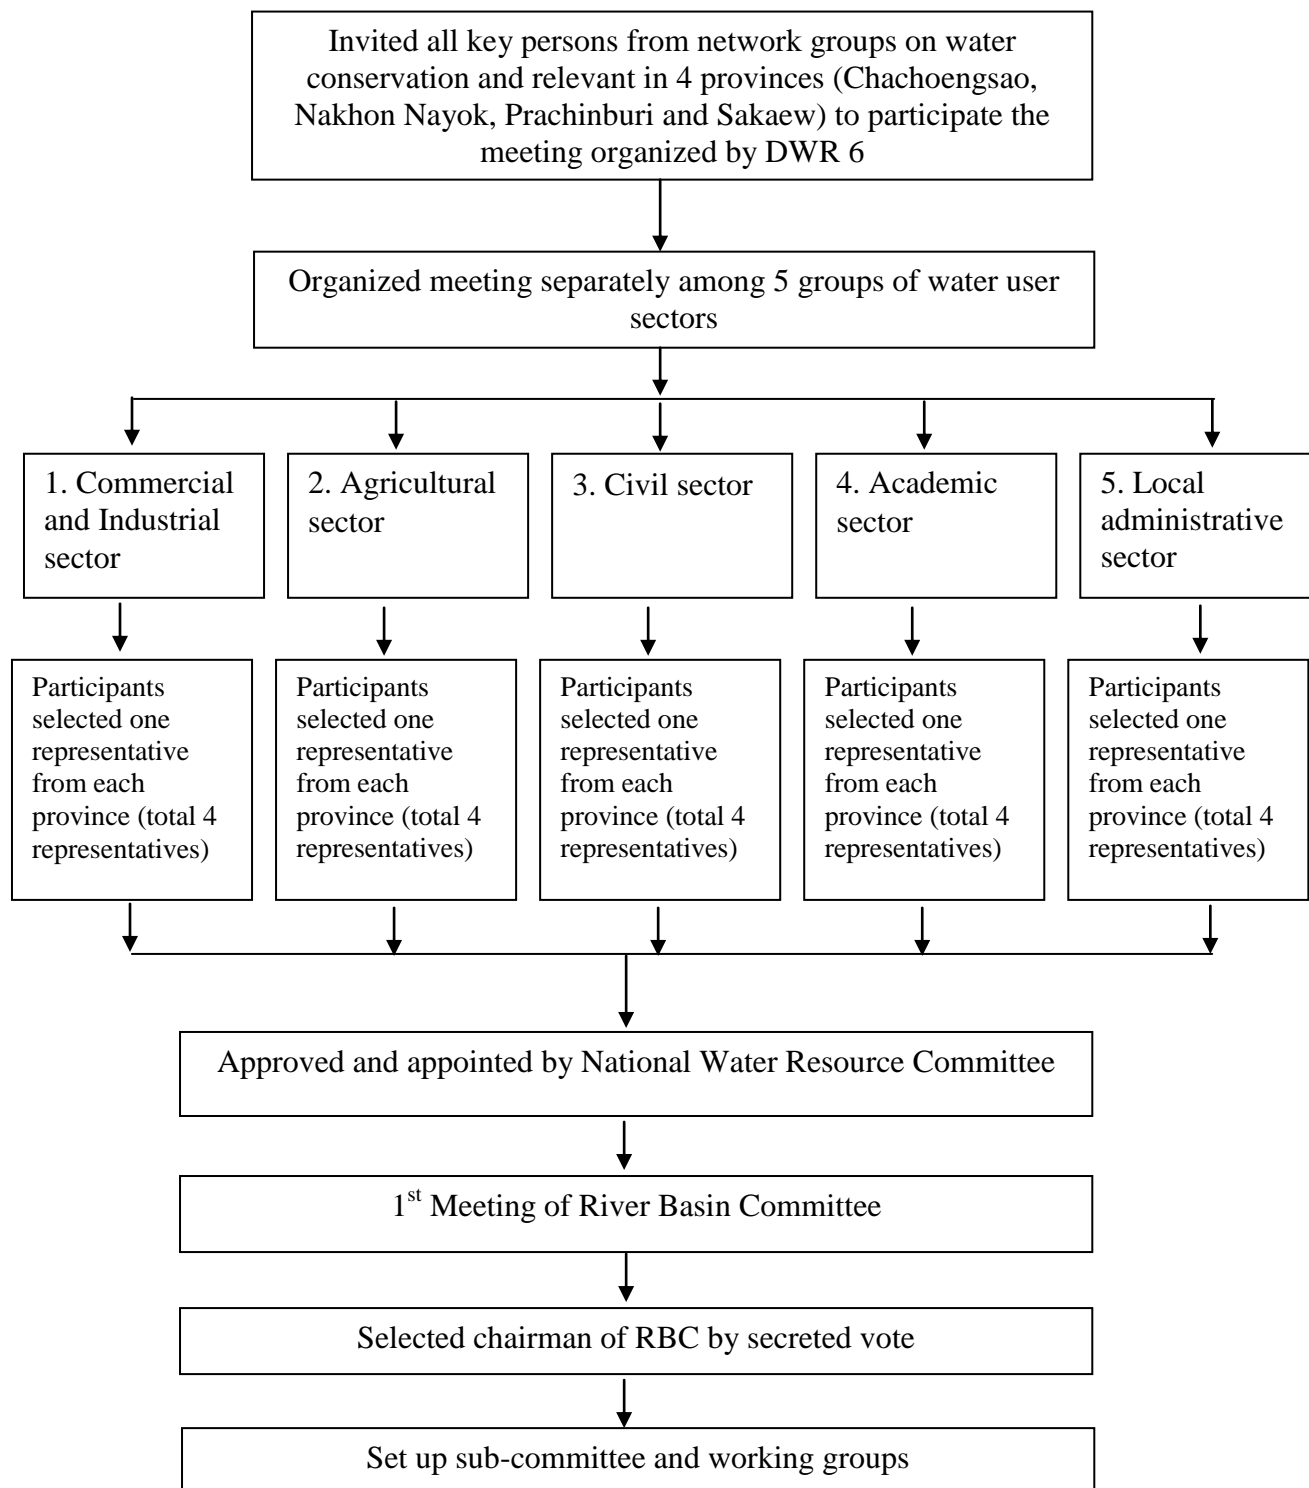 Invited all key persons from network groups on water
conservation and relevant in 4 provinces (Chachoengsao,
Nakhon Nayok, Prachinburi and Sakaew) to participate the
meeting organized by DWR 6
Organized meeting separately among 5 groups of water user
sectors
1. Commercial
and Industrial
sector
2. Agricultural
sector
3. Civil sector
4. Academic
sector
5. Local
administrative
sector
Participants
selected one
representative
from each
province (total 4
representatives)
Participants
selected one
representative
from each
province (total 4
representatives)
Participants
selected one
representative
from each
province (total 4
representatives)
Participants
selected one
representative
from each
province (total 4
representatives)
Participants
selected one
representative
from each
province (total 4
representatives)
Approved and appointed by National Water Resource Committee
1st Meeting of River Basin Committee
Selected chairman of RBC by secreted vote
Set up sub-committee and working groups